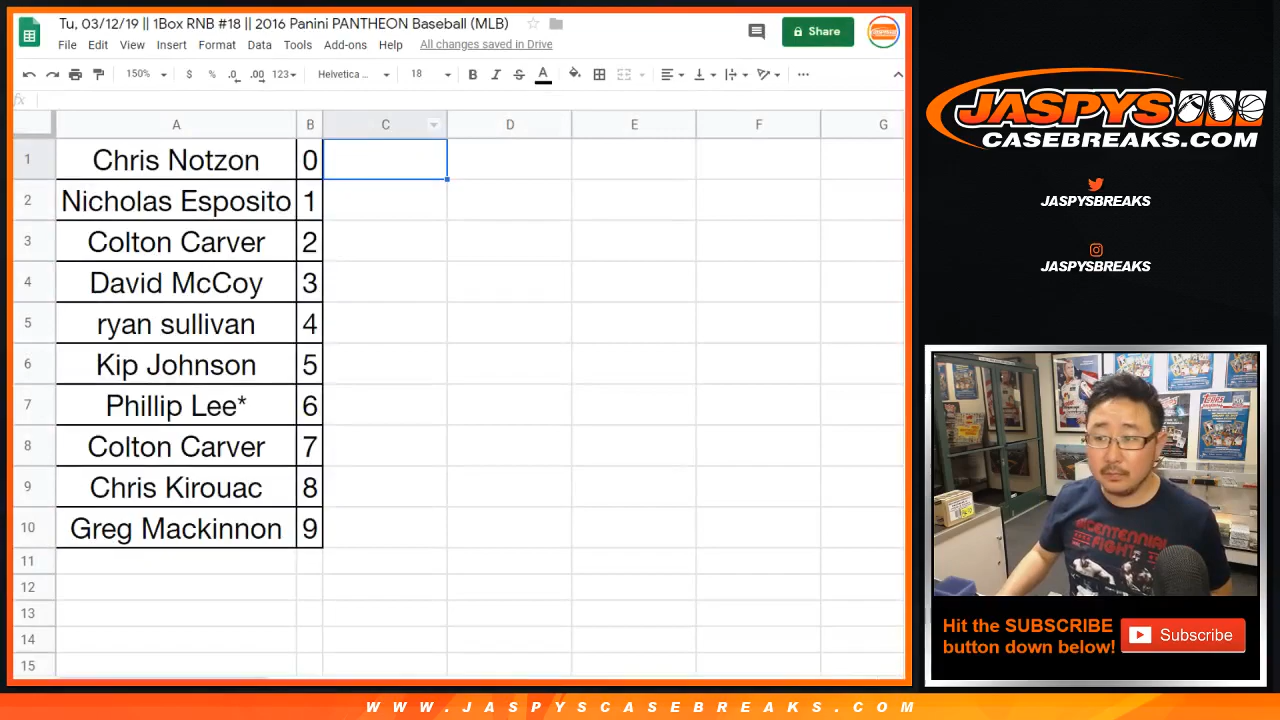 Tu, 03/12/19 || 1Box RNB #18 || 2016 Panini PANTHEON Baseball (MLB)
File Edit View Insert Format Data Tools Add-ons Help All changes saved in Drive
Share
150% $ % .0 .00 123 Helvetica ... 18 B I S A
fx
A B C D E F G
1 Chris Notzon 0
2 Nicholas Esposito 1
3 Colton Carver 2
4 David McCoy 3
5 ryan sullivan 4
6 Kip Johnson 5
7 Phillip Lee* 6
8 Colton Carver 7
9 Chris Kirouac 8
10 Greg Mackinnon 9
11
12
13
14
15
JASPYS
CASEBREAKS.COM
JASPYSBREAKS
JASPYSBREAKS
BICENTENNIAL
FIGHT
Hit the SUBSCRIBE
button down below!
Subscribe
WWW.JASPYSCASEBREAKS.COM